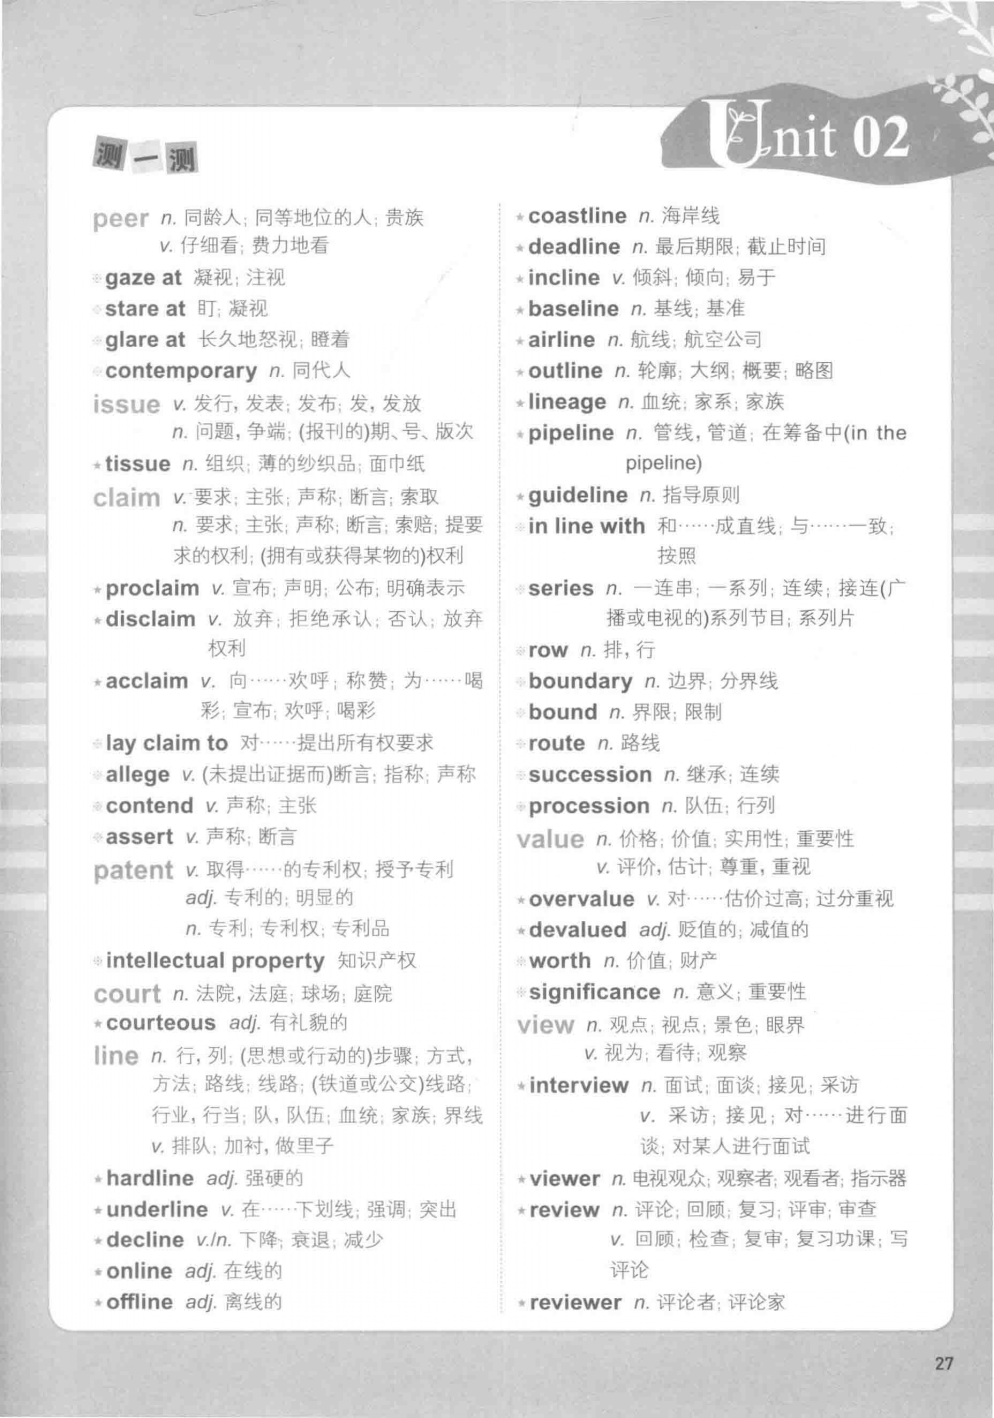 Unit 02
测一测
peer n. 同龄人; 同等地位的人; 贵族
v. 仔细看; 费力地看
gaze at 凝视; 注视
stare at 盯; 凝视
glare at 长久地怒视; 瞪着
contemporary n. 同代人
issue v. 发行, 发表; 发布; 发, 发放
n. 问题, 争端; (报刊的)期、号、版次
tissue n. 组织; 薄的纱织品; 面巾纸
claim v. 要求; 主张; 声称; 断言; 索取
n. 要求; 主张; 声称; 断言; 索赔; 提要
求的权利; (拥有或获得某物的)权利
proclaim v. 宣布; 声明; 公布; 明确表示
disclaim v. 放弃; 拒绝承认; 否认; 放弃
权利
acclaim v. 向……欢呼; 称赞; 为……喝
彩; 宣布; 欢呼; 喝彩
lay claim to 对……提出所有权要求
allege v. (未提出证据而)断言; 指称; 声称
contend v. 声称; 主张
assert v. 声称; 断言
patent v. 取得……的专利权; 授予专利
adj. 专利的; 明显的
n. 专利; 专利权; 专利品
intellectual property 知识产权
court n. 法院, 法庭; 球场; 庭院
courteous adj. 有礼貌的
line n. 行, 列; (思想或行动的)步骤; 方式,
方法; 路线; 线路; (铁道或公交)线路;
行业, 行当; 队, 队伍; 血统; 家族; 界线
v. 排队; 加衬, 做里子
hardline adj. 强硬的
underline v. 在……下划线; 强调; 突出
decline v./n. 下降; 衰退; 减少
online adj. 在线的
offline adj. 离线的
coastline n. 海岸线
deadline n. 最后期限; 截止时间
incline v. 倾斜; 倾向; 易于
baseline n. 基线; 基准
airline n. 航线; 航空公司
outline n. 轮廓; 大纲; 概要; 略图
lineage n. 血统; 家系; 家族
pipeline n. 管线, 管道; 在筹备中(in the
pipeline)
guideline n. 指导原则
in line with 和……成直线; 与……一致;
按照
series n. 一连串; 一系列; 连续; 接连(广
播或电视的)系列节目; 系列片
row n. 排, 行
boundary n. 边界; 分界线
bound n. 界限; 限制
route n. 路线
succession n. 继承; 连续
procession n. 队伍; 行列
value n. 价格; 价值; 实用性; 重要性
v. 评价, 估计; 尊重, 重视
overvalue v. 对……估价过高; 过分重视
devalued adj. 贬值的; 减值的
worth n. 价值; 财产
significance n. 意义; 重要性
view n. 观点; 视点; 景色; 眼界
v. 视为; 看待; 观察
interview n. 面试; 面谈; 接见; 采访
v. 采访; 接见; 对……进行面
谈; 对某人进行面试
viewer n. 电视观众; 观察者; 观看者; 指示器
review n. 评论; 回顾; 复习; 评审; 审查
v. 回顾; 检查; 复审; 复习功课; 写
评论
reviewer n. 评论者; 评论家
27